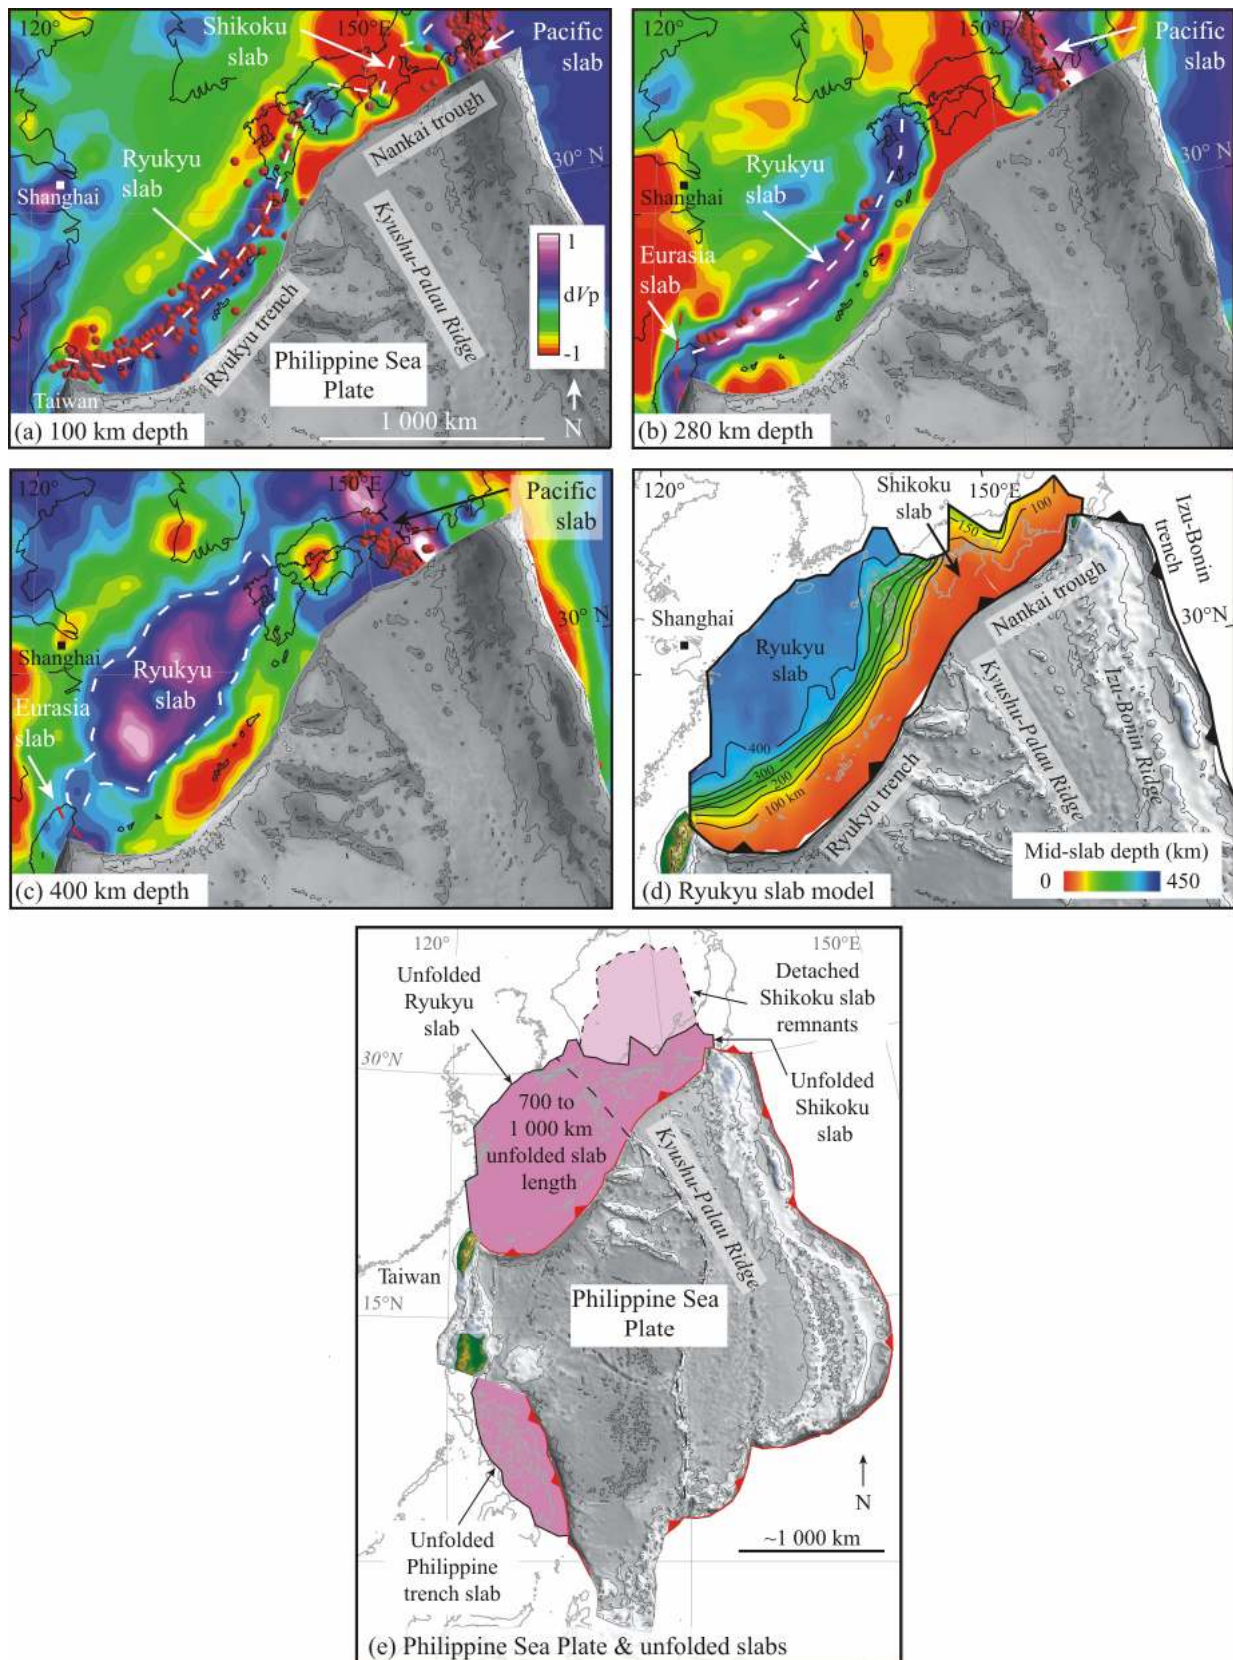 120°
150°E
Shikoku
slab
Pacific
slab
Ryukyu
slab
Nankai trough
30° N
Shanghai
Kyushu-Palau Ridge
1
dVp
-1
Ryukyu trench
Philippine Sea
Plate
Taiwan
1 000 km
N
(a) 100 km depth
120°
150°E
Pacific
slab
30° N
Shanghai
Ryukyu
slab
Eurasia
slab
(b) 280 km depth
120°
150°E
Pacific
slab
30° N
Shanghai
Ryukyu
slab
Eurasia
slab
(c) 400 km depth
120°
150°E
Shikoku
slab
100
150
Izu-Bonin
trench
30° N
Shanghai
Nankai trough
Ryukyu
slab
Kyushu-Palau Ridge
Izu-Bonin
Ridge
400
300
200
100 km
Ryukyu trench
Mid-slab depth (km)
0 450
(d) Ryukyu slab model
120°
150°E
Unfolded
Ryukyu
slab
Detached
Shikoku slab
remnants
30°N
Unfolded
Shikoku
slab
700 to
1 000 km
unfolded slab
length
Kyushu-Palau Ridge
Taiwan
15°N
Philippine Sea
Plate
N
Unfolded
Philippine
trench slab
~1 000 km
(e) Philippine Sea Plate & unfolded slabs